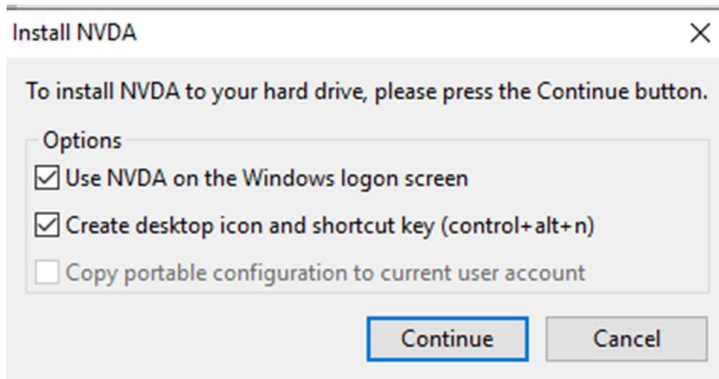 Install NVDA
To install NVDA to your hard drive, please press the Continue button.
Options
Use NVDA on the Windows logon screen
Create desktop icon and shortcut key (control+alt+n)
Copy portable configuration to current user account
Continue
Cancel